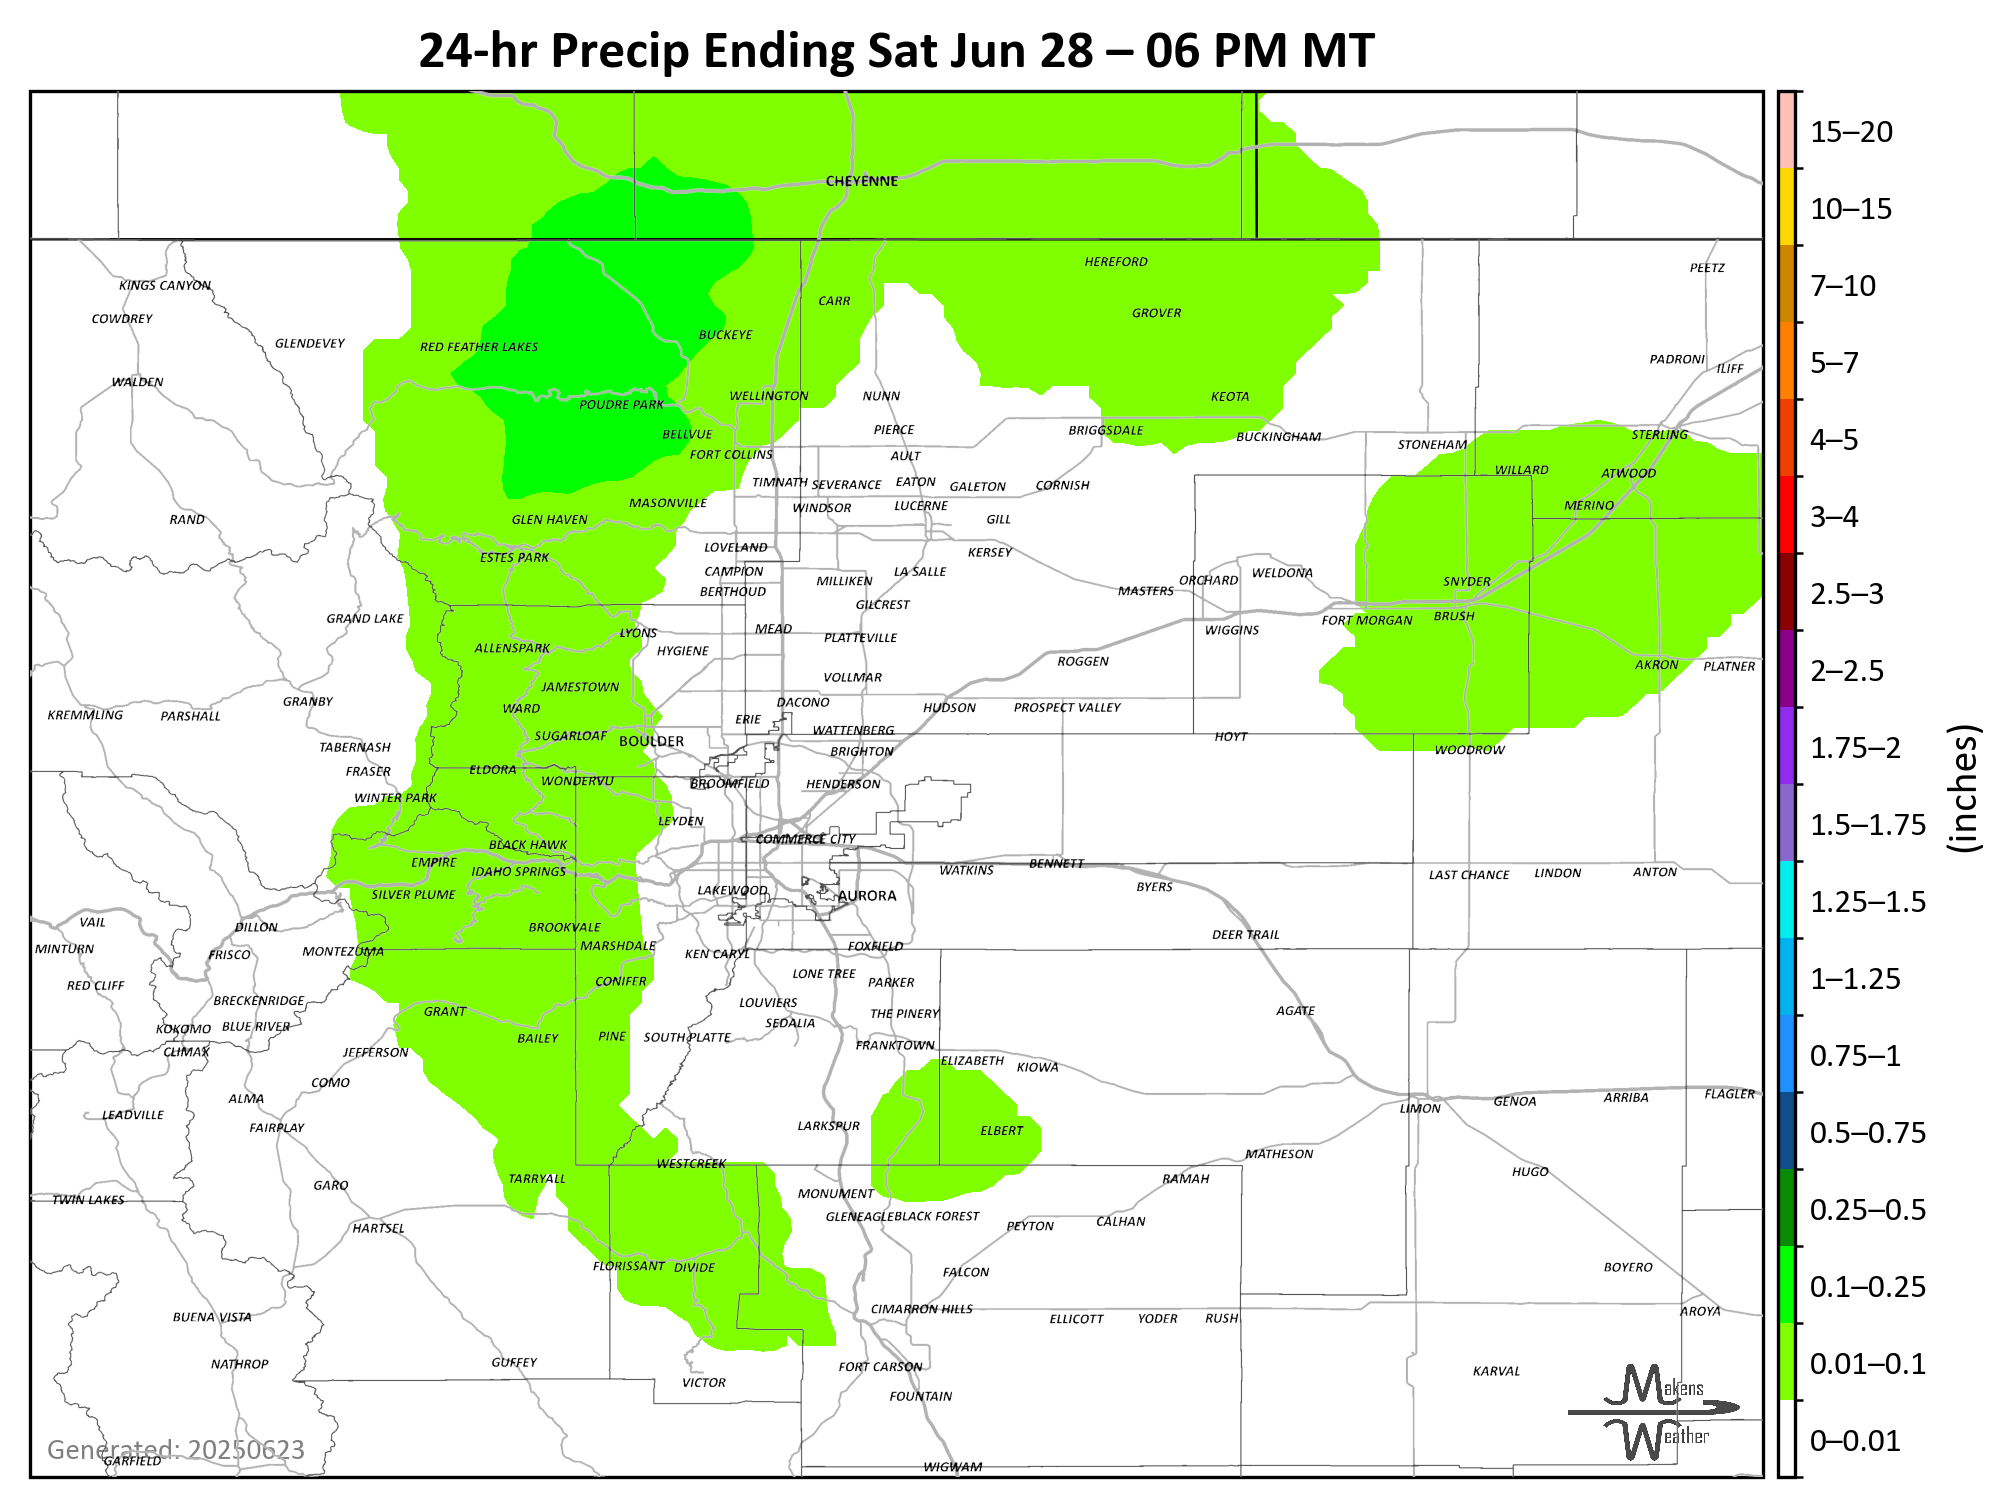 24-hr Precip Ending Sat Jun 28 – 06 PM MT
15–20
CHEYENNE
10–15
HEREFORD
PEETZ
KINGS CANYON
7–10
CARR
GROVER
COWDREY
BUCKEYE
GLENDEVEY
RED FEATHER LAKES
PADRONI
5–7
ILIFF
WALDEN
WELLINGTON
NUNN
KEOTA
POUDRE PARK
PIERCE
BRIGGSDALE
BELLVUE
BUCKINGHAM
STERLING
4–5
STONEHAM
FORT COLLINS
AULT
WILLARD
ATWOOD
TIMNATH
SEVERANCE
EATON
GALETON
CORNISH
MASONVILLE
WINDSOR
LUCERNE
MERINO
3–4
RAND
GLEN HAVEN
GILL
LOVELAND
KERSEY
ESTES PARK
CAMPION
LA SALLE
WELDONA
MILLIKEN
ORCHARD
SNYDER
BERTHOUD
MASTERS
2.5–3
GILCREST
GRAND LAKE
FORT MORGAN
BRUSH
LYONS
MEAD
WIGGINS
PLATTEVILLE
ALLENSPARK
HYGIENE
ROGGEN
AKRON
PLATNER
2–2.5
VOLLMAR
JAMESTOWN
GRANBY
DACONO
WARD
HUDSON
PROSPECT VALLEY
KREMMLING
PARSHALL
ERIE
WATTENBERG
SUGARLOAF
HOYT
BOULDER
TABERNASH
BRIGHTON
WOODROW
1.75–2
FRASER
ELDORA
WONDERVU
BROOMFIELD
HENDERSON
(inches)
WINTER PARK
LEYDEN
1.5–1.75
COMMERCE CITY
BLACK HAWK
EMPIRE
IDAHO SPRINGS
WATKINS
BENNETT
LAST CHANCE
LINDON
ANTON
BYERS
SILVER PLUME
LAKEWOOD
AURORA
1.25–1.5
VAIL
DILLON
BROOKVALE
DEER TRAIL
MINTURN
MARSHDALE
FOXFIELD
FRISCO
MONTEZUMA
KEN CARYL
LONE TREE
PARKER
1–1.25
RED CLIFF
CONIFER
BRECKENRIDGE
LOUVIERS
GRANT
THE PINERY
AGATE
KOKOMO
BLUE RIVER
SEDALIA
BAILEY
PINE
SOUTH PLATTE
FRANKTOWN
CLIMAX
JEFFERSON
ELIZABETH
KIOWA
0.75–1
COMO
ALMA
GENOA
ARRIBA
FLAGLER
LEADVILLE
LIMON
FAIRPLAY
LARKSPUR
ELBERT
0.5–0.75
WESTCREEK
MATHESON
TARRYALL
RAMAH
HUGO
GARO
MONUMENT
TWIN LAKES
GLENEAGLE
BLACK FOREST
0.25–0.5
HARTSEL
PEYTON
CALHAN
FLORISSANT
DIVIDE
FALCON
BOYERO
0.1–0.25
CIMARRON HILLS
AROYA
BUENA VISTA
ELLICOTT
YODER
RUSH
NATHROP
GUFFEY
FORT CARSON
KARVAL
0.01–0.1
VICTOR
FOUNTAIN
Makens
Weather
Generated: 20250623
0–0.01
GARFIELD
WIGWAM